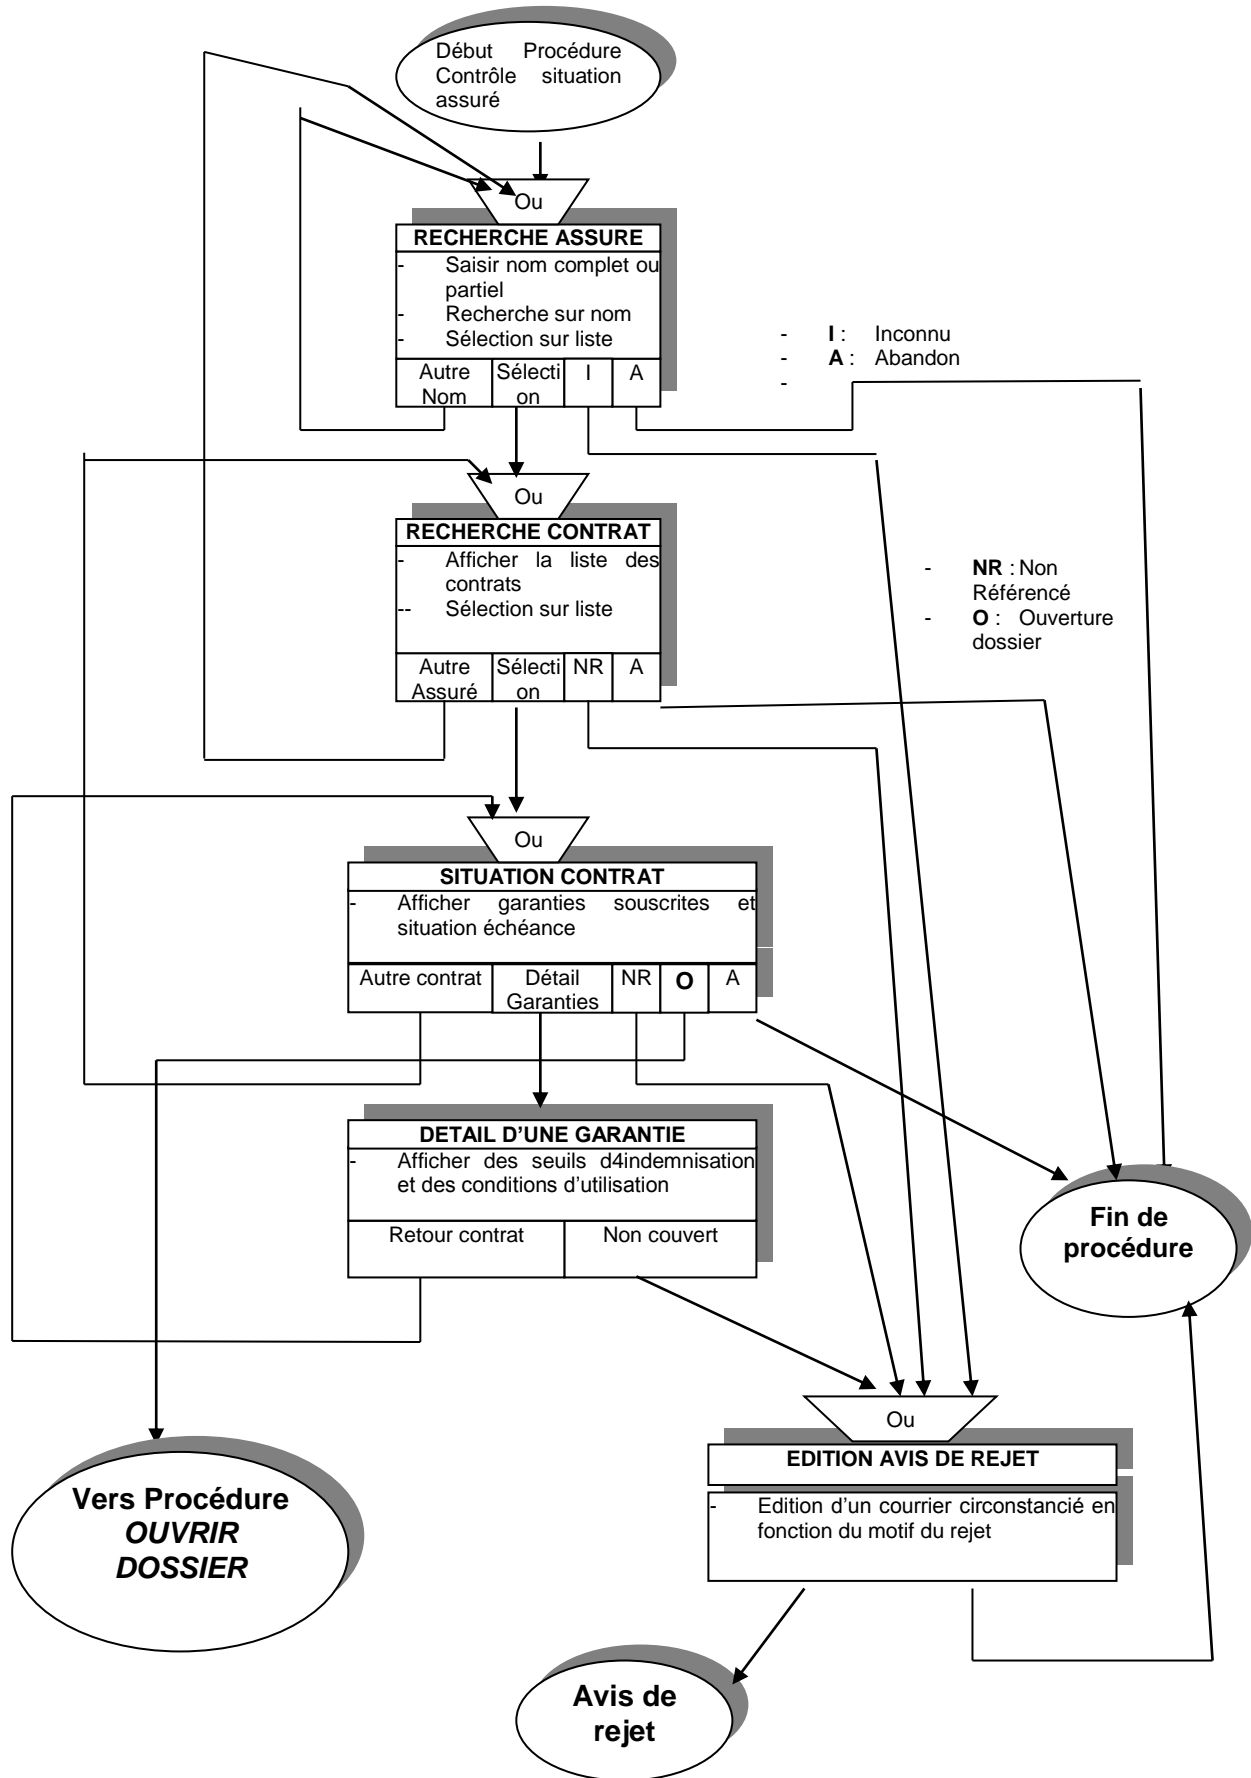 Début Procédure
Contrôle situation
assuré
Ou
RECHERCHE ASSURE
- Saisir nom complet ou
partiel
- Recherche sur nom
- Sélection sur liste
Autre
Nom
Sélecti
on
I
A
- I : Inconnu
- A : Abandon
-
Ou
RECHERCHE CONTRAT
- Afficher la liste des
contrats
-- Sélection sur liste
Autre
Assuré
Sélecti
on
NR
A
- NR : Non
Référencé
- O : Ouverture
dossier
Ou
SITUATION CONTRAT
- Afficher garanties souscrites et
situation échéance
Autre contrat
Détail
Garanties
NR
O
A
DETAIL D’UNE GARANTIE
- Afficher des seuils d4indemnisation
et des conditions d’utilisation
Retour contrat
Non couvert
Fin de
procédure
Ou
EDITION AVIS DE REJET
- Edition d’un courrier circonstancié en
fonction du motif du rejet
Vers Procédure
OUVRIR
DOSSIER
Avis de
rejet